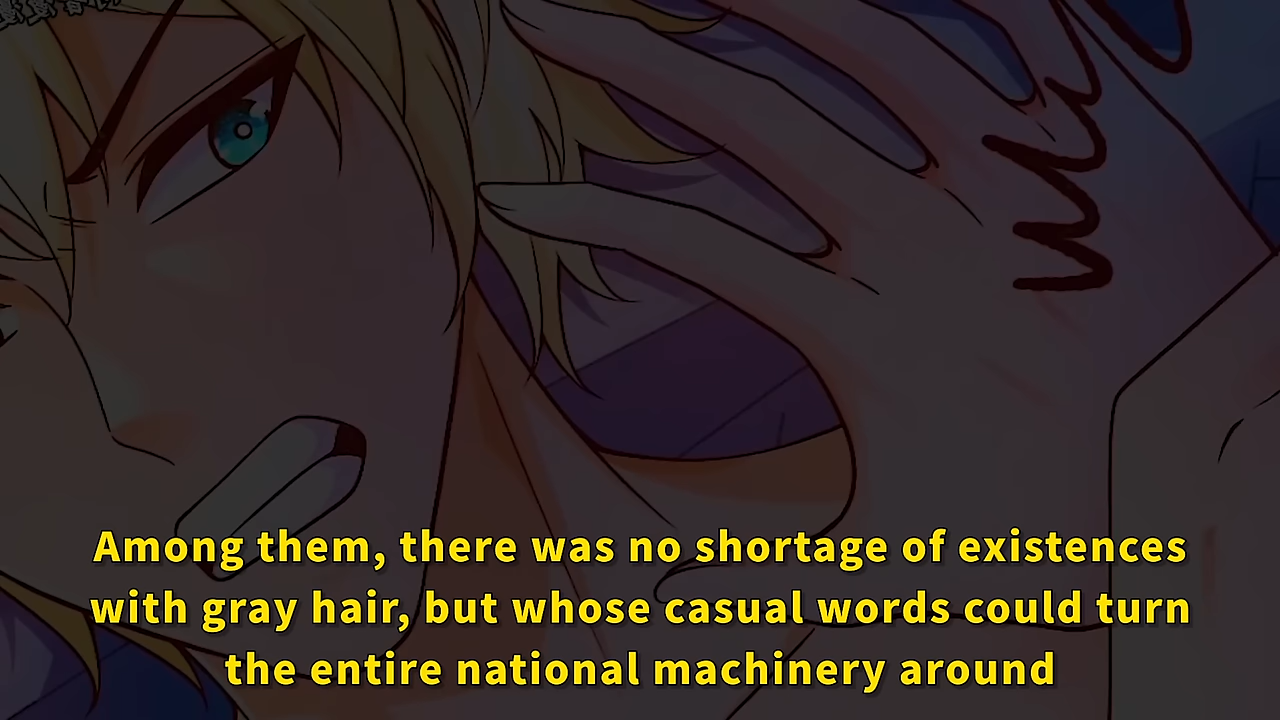 Among them, there was no shortage of existences
with gray hair, but whose casual words could turn
the entire national machinery around